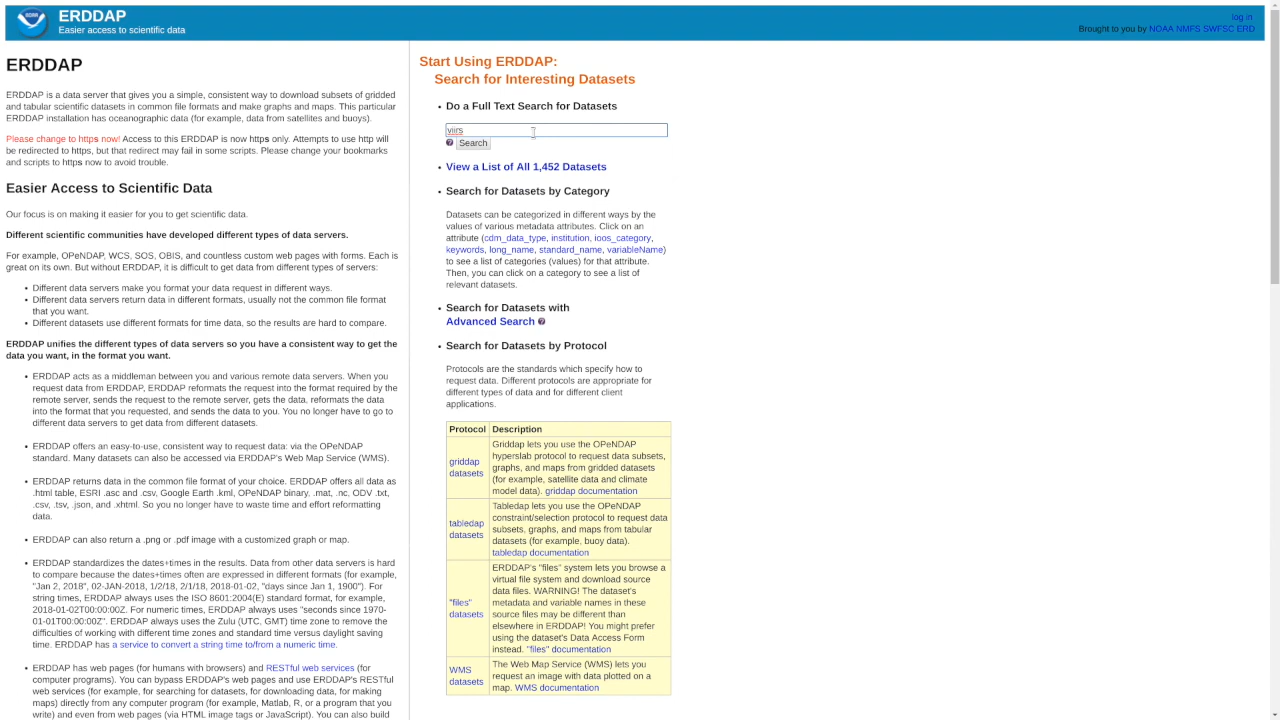 ERDDAP
Easier access to scientific data
log in
Brought to you by NOAA NMFS SWFSC ERD
ERDDAP
ERDDAP is a data server that gives you a simple, consistent way to download subsets of gridded
and tabular scientific datasets in common file formats and make graphs and maps. This particular
ERDDAP installation has oceanographic data (for example, data from satellites and buoys).
Please change to https now! Access to this ERDDAP is now https only. Attempts to use http will
be redirected to https, but that redirect may fail in some scripts. Please change your bookmarks
and scripts to https now to avoid trouble.
Easier Access to Scientific Data
Our focus is on making it easier for you to get scientific data.
Different scientific communities have developed different types of data servers.
For example, OPeNDAP, WCS, SOS, OBIS, and countless custom web pages with forms. Each is
great on its own. But without ERDDAP, it is difficult to get data from different types of servers:
• Different data servers make you format your data request in different ways.
• Different data servers return data in different formats, usually not the common file format
that you want.
• Different datasets use different formats for time data, so the results are hard to compare.
ERDDAP unifies the different types of data servers so you have a consistent way to get the
data you want, in the format you want.
• ERDDAP acts as a middleman between you and various remote data servers. When you
request data from ERDDAP, ERDDAP reformats the request into the format required by the
remote server, sends the request to the remote server, gets the data, reformats the data
into the format that you requested, and sends the data to you. You no longer have to go to
different data servers to get data from different datasets.
• ERDDAP offers an easy-to-use, consistent way to request data: via the OPeNDAP
standard. Many datasets can also be accessed via ERDDAP's Web Map Service (WMS).
• ERDDAP returns data in the common file format of your choice. ERDDAP offers all data as
.html table, ESRI .asc and .csv, Google Earth .kml, OPeNDAP binary, .mat, .nc, ODV .txt,
.csv, .tsv, .json, and .xhtml. So you no longer have to waste time and effort reformatting
data.
• ERDDAP can also return a .png or .pdf image with a customized graph or map.
• ERDDAP standardizes the dates+times in the results. Data from other data servers is hard
to compare because the dates+times often are expressed in different formats (for example,
"Jan 2, 2018", 02-JAN-2018, 1/2/18, 2/1/18, 2018-01-02, "days since Jan 1, 1900"). For
string times, ERDDAP always uses the ISO 8601:2004(E) standard format, for example,
2018-01-02T00:00:00Z. For numeric times, ERDDAP always uses "seconds since 1970-
01-01T00:00:00Z". ERDDAP always uses the Zulu (UTC, GMT) time zone to remove the
difficulties of working with different time zones and standard time versus daylight saving
time. ERDDAP has a service to convert a string time to/from a numeric time.
• ERDDAP has web pages (for humans with browsers) and RESTful web services (for
computer programs). You can bypass ERDDAP's web pages and use ERDDAP's RESTful
web services (for example, for searching for datasets, for downloading data, for making
maps) directly from any computer program (for example, Matlab, R, or a program that you
write) and even from web pages (via HTML image tags or JavaScript). You can also build
Start Using ERDDAP:
Search for Interesting Datasets
• Do a Full Text Search for Datasets
viirs
Search
• View a List of All 1,452 Datasets
• Search for Datasets by Category
Datasets can be categorized in different ways by the
values of various metadata attributes. Click on an
attribute (cdm_data_type, institution, ioos_category,
keywords, long_name, standard_name, variableName)
to see a list of categories (values) for that attribute.
Then, you can click on a category to see a list of
relevant datasets.
• Search for Datasets with
Advanced Search
• Search for Datasets by Protocol
Protocols are the standards which specify how to
request data. Different protocols are appropriate for
different types of data and for different client
applications.
Protocol Description
griddap
datasets
Griddap lets you use the OPeNDAP
hyperslab protocol to request data subsets,
graphs, and maps from gridded datasets
(for example, satellite data and climate
model data). griddap documentation
tabledap
datasets
Tabledap lets you use the OPeNDAP
constraint/selection protocol to request data
subsets, graphs, and maps from tabular
datasets (for example, buoy data).
tabledap documentation
"files"
datasets
ERDDAP's "files" system lets you browse a
virtual file system and download source
data files. WARNING! The dataset's
metadata and variable names in these
source files may be different than
elsewhere in ERDDAP! You might prefer
using the dataset's Data Access Form
instead. "files" documentation
WMS
datasets
The Web Map Service (WMS) lets you
request an image with data plotted on a
map. WMS documentation